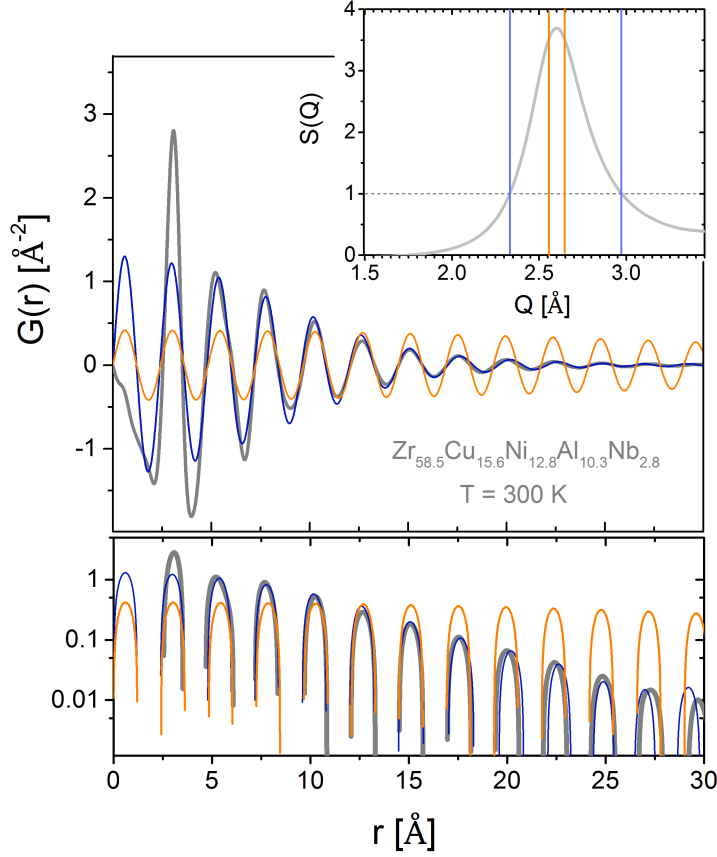 4
3
2
1
0
S(Q)
1.5 2.0 2.5 3.0
Q [Å]
3
2
1
0
-1
G(r) [Å⁻²]
Zr₅₈.₅Cu₁₅.₆Ni₁₂.₈Al₁₀.₃Nb₂.₈
T = 300 K
1
0.1
0.01
0 5 10 15 20 25 30
r [Å]